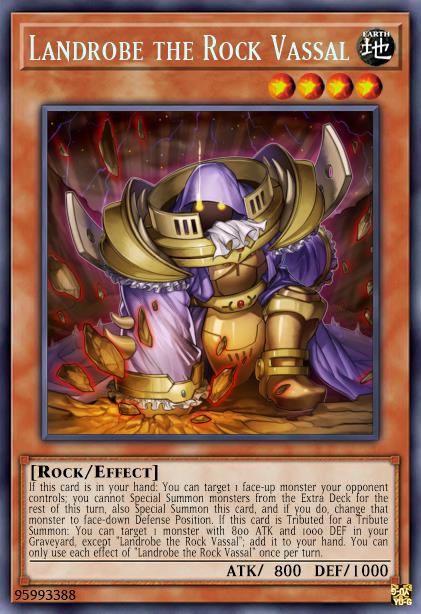 LANDROBE THE ROCK VASSAL
EARTH
地
[ROCK/EFFECT]
If this card is in your hand: You can target 1 face-up monster your opponent
controls; you cannot Special Summon monsters from the Extra Deck for the
rest of this turn, also Special Summon this card, and if you do, change
that monster to face-down Defense Position. If this card is Tributed for a Tribute
Summon: You can target 1 monster with 800 ATK and 1000 DEF in your
Graveyard, except "Landrobe the Rock Vassal"; add it to your hand. You can
only use each effect of "Landrobe the Rock Vassal" once per turn.
ATK/ 800 DEF/1000
95993388